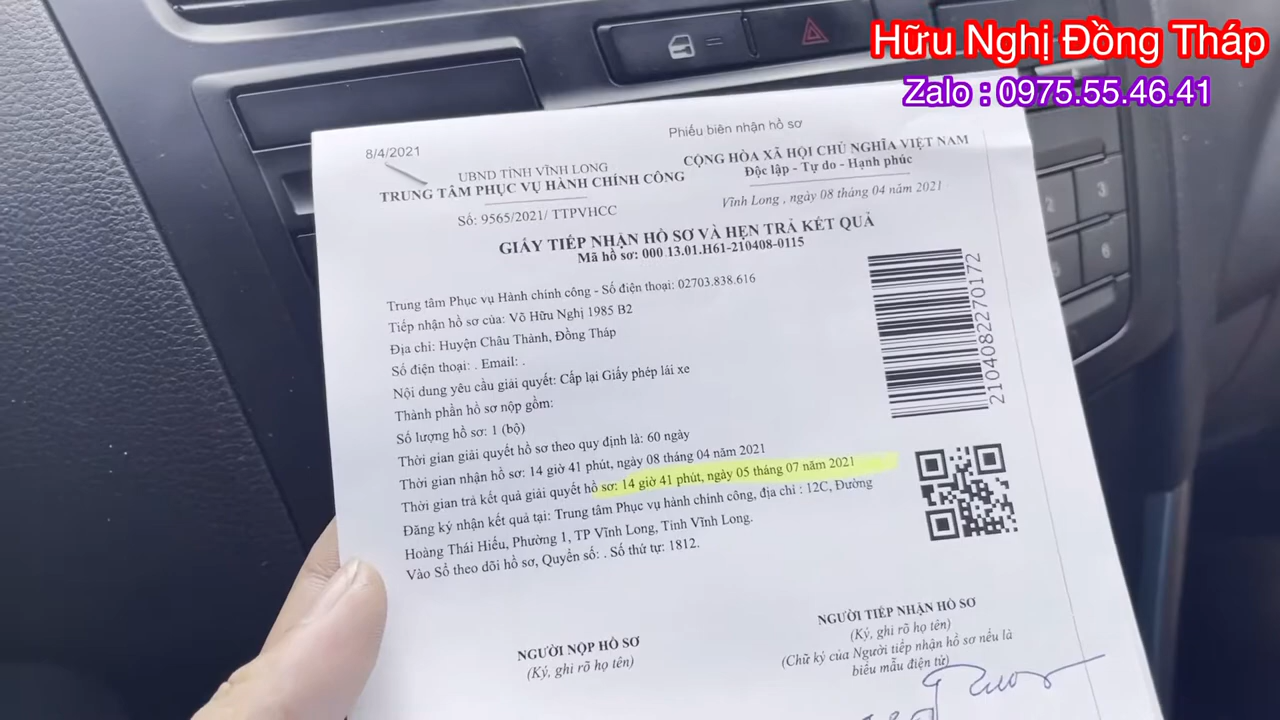 Hữu Nghị Đồng Tháp
Zalo : 0975.55.46.41
8/4/2021
Phiếu biên nhận hồ sơ
UBND TỈNH VĨNH LONG
TRUNG TÂM PHỤC VỤ HÀNH CHÍNH CÔNG
Số: 9565/2021/ TTPVHCC
CỘNG HÒA XÃ HỘI CHỦ NGHĨA VIỆT NAM
Độc lập - Tự do - Hạnh phúc
Vĩnh Long , ngày 08 tháng 04 năm 2021
GIẤY TIẾP NHẬN HỒ SƠ VÀ HẸN TRẢ KẾT QUẢ
Mã hồ sơ: 000.13.01.H61-210408-0115
Trung tâm Phục vụ Hành chính công - Số điện thoại: 02703.838.616
Tiếp nhận hồ sơ của: Võ Hữu Nghị 1985 B2
Địa chỉ: Huyện Châu Thành, Đồng Tháp
Số điện thoại: . Email: .
Nội dung yêu cầu giải quyết: Cấp lại Giấy phép lái xe
Thành phần hồ sơ nộp gồm:
Số lượng hồ sơ: 1 (bộ)
Thời gian giải quyết hồ sơ theo quy định là: 60 ngày
Thời gian nhận hồ sơ: 14 giờ 41 phút, ngày 08 tháng 04 năm 2021
Thời gian trả kết quả giải quyết hồ sơ: 14 giờ 41 phút, ngày 05 tháng 07 năm 2021
Đăng ký nhận kết quả tại: Trung tâm Phục vụ hành chính công, địa chỉ : 12C, Đường
Hoàng Thái Hiếu, Phường 1, TP Vĩnh Long, Tỉnh Vĩnh Long.
Vào Sổ theo dõi hồ sơ, Quyển số: . Số thứ tự: 1812.
2104082270172
NGƯỜI NỘP HỒ SƠ
(Ký, ghi rõ họ tên)
NGƯỜI TIẾP NHẬN HỒ SƠ
(Ký, ghi rõ họ tên)
(Chữ ký của Người tiếp nhận hồ sơ nếu là
biểu mẫu điện tử)
2
3
5
6